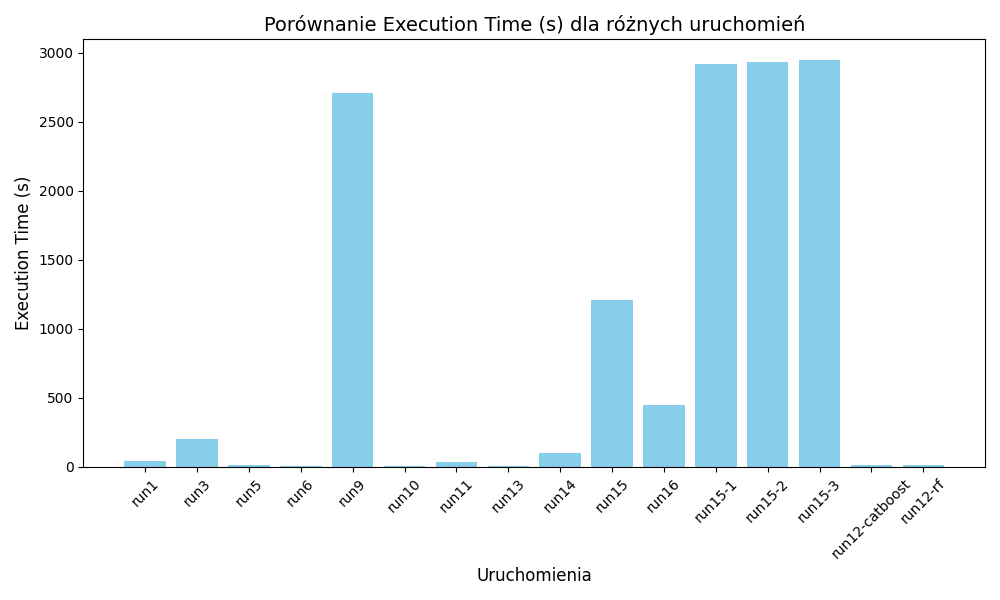 Porównanie Execution Time (s) dla różnych uruchomień
Execution Time (s)
3000
2500
2000
1500
1000
500
0
run1
run3
run5
run6
run9
run10
run11
run13
run14
run15
run16
run15-1
run15-2
run15-3
run12-catboost
run12-rf
Uruchomienia